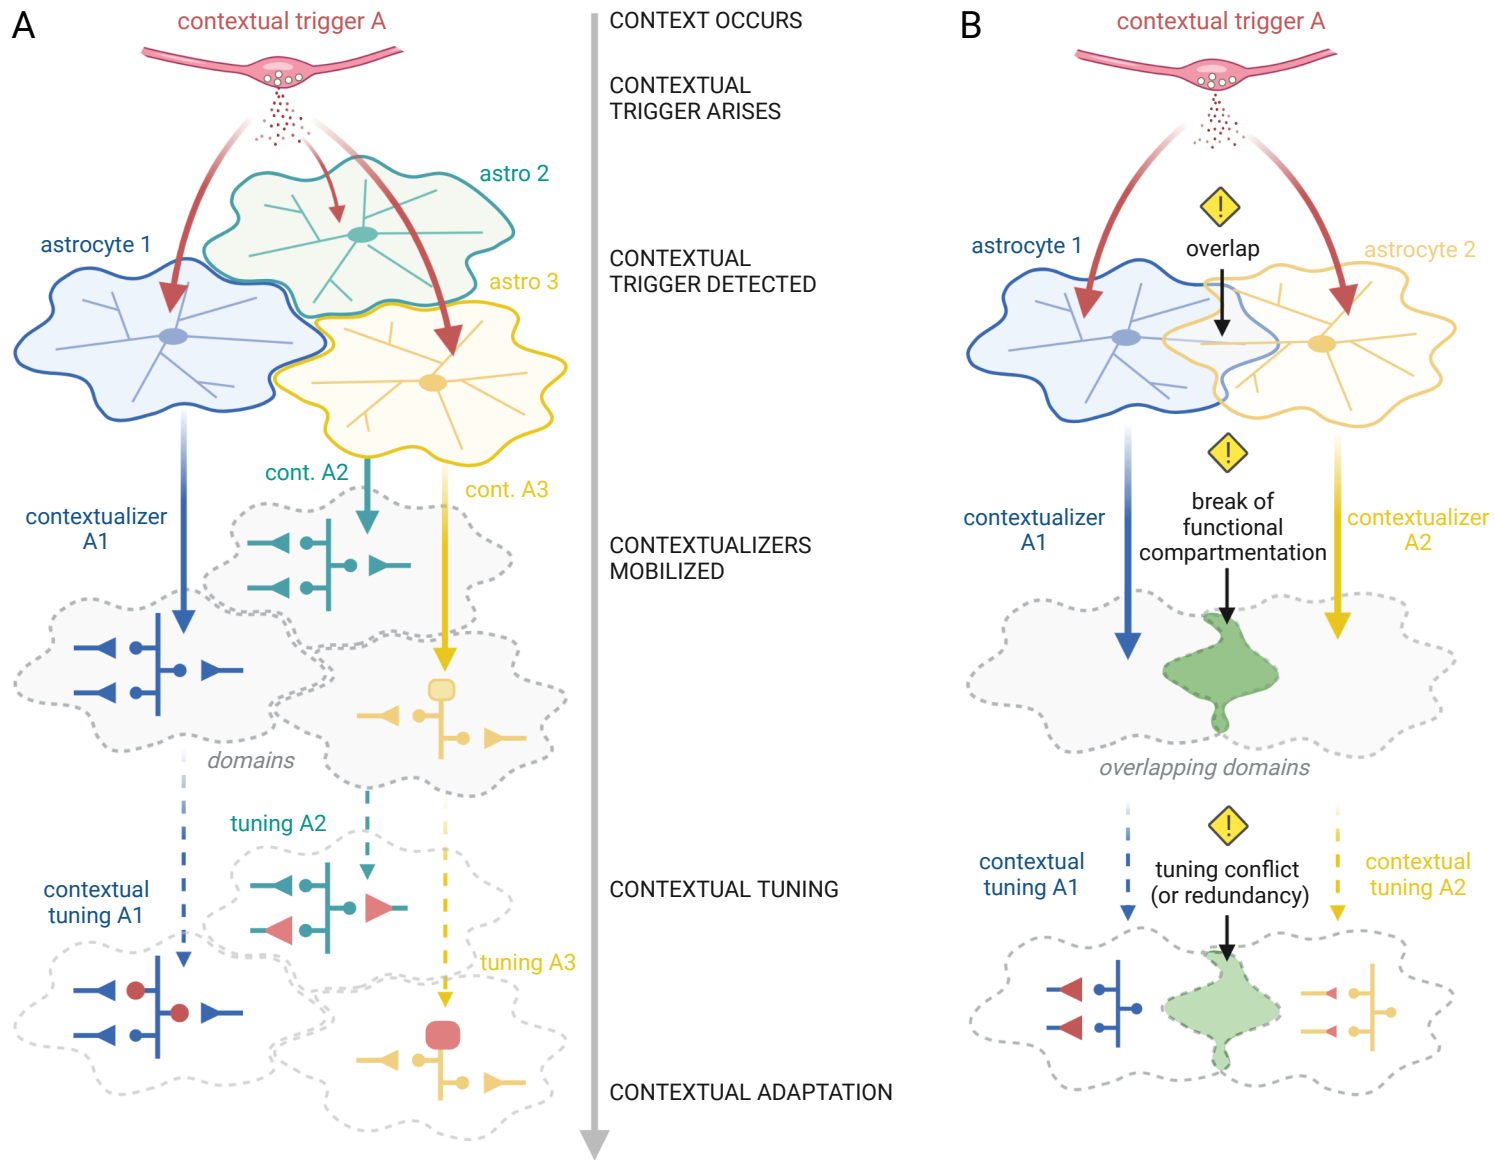 A
contextual trigger A
astro 2
astrocyte 1
astro 3
cont. A2
cont. A3
contextualizer
A1
domains
tuning A2
contextual
tuning A1
tuning A3
CONTEXT OCCURS
CONTEXTUAL
TRIGGER ARISES
CONTEXTUAL
TRIGGER DETECTED
CONTEXTUALIZERS
MOBILIZED
CONTEXTUAL TUNING
CONTEXTUAL ADAPTATION
B
contextual trigger A
!
overlap
astrocyte 1
astrocyte 2
!
break of
functional
compartmentation
contextualizer
A1
contextualizer
A2
overlapping domains
!
tuning conflict
(or redundancy)
contextual
tuning A1
contextual
tuning A2